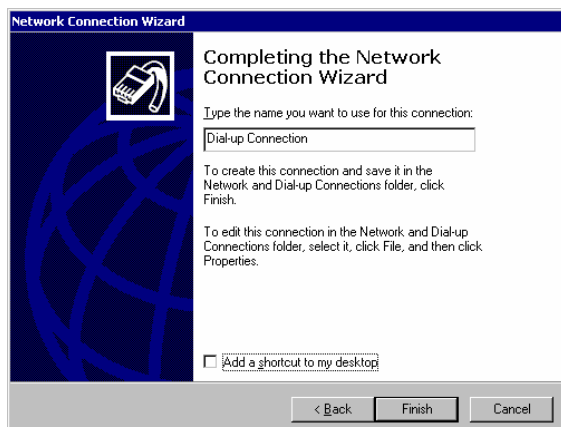 Network Connection Wizard
Completing the Network
Connection Wizard
Type the name you want to use for this connection:
Dial-up Connection
To create this connection and save it in the
Network and Dial-up Connections folder, click
Finish.
To edit this connection in the Network and Dial-up
Connections folder, select it, click File, and then click
Properties.
Add a shortcut to my desktop
< Back Finish Cancel